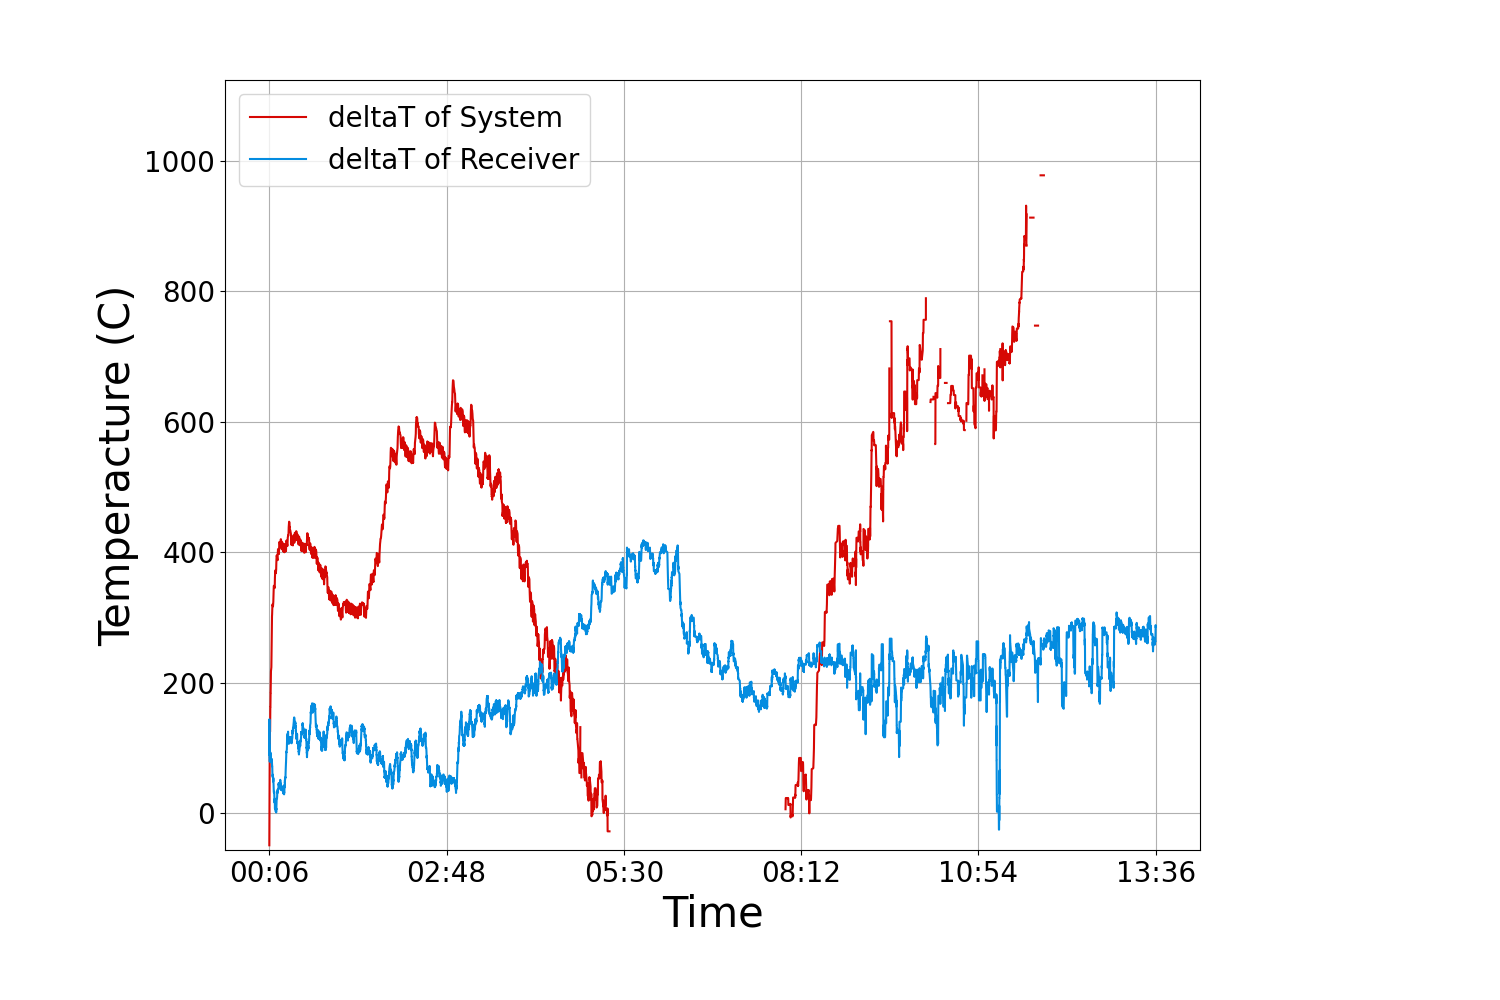 deltaT of System
deltaT of Receiver
1000
800
600
400
200
0
Temperacture (C)
00:06 02:48 05:30 08:12 10:54 13:36
Time